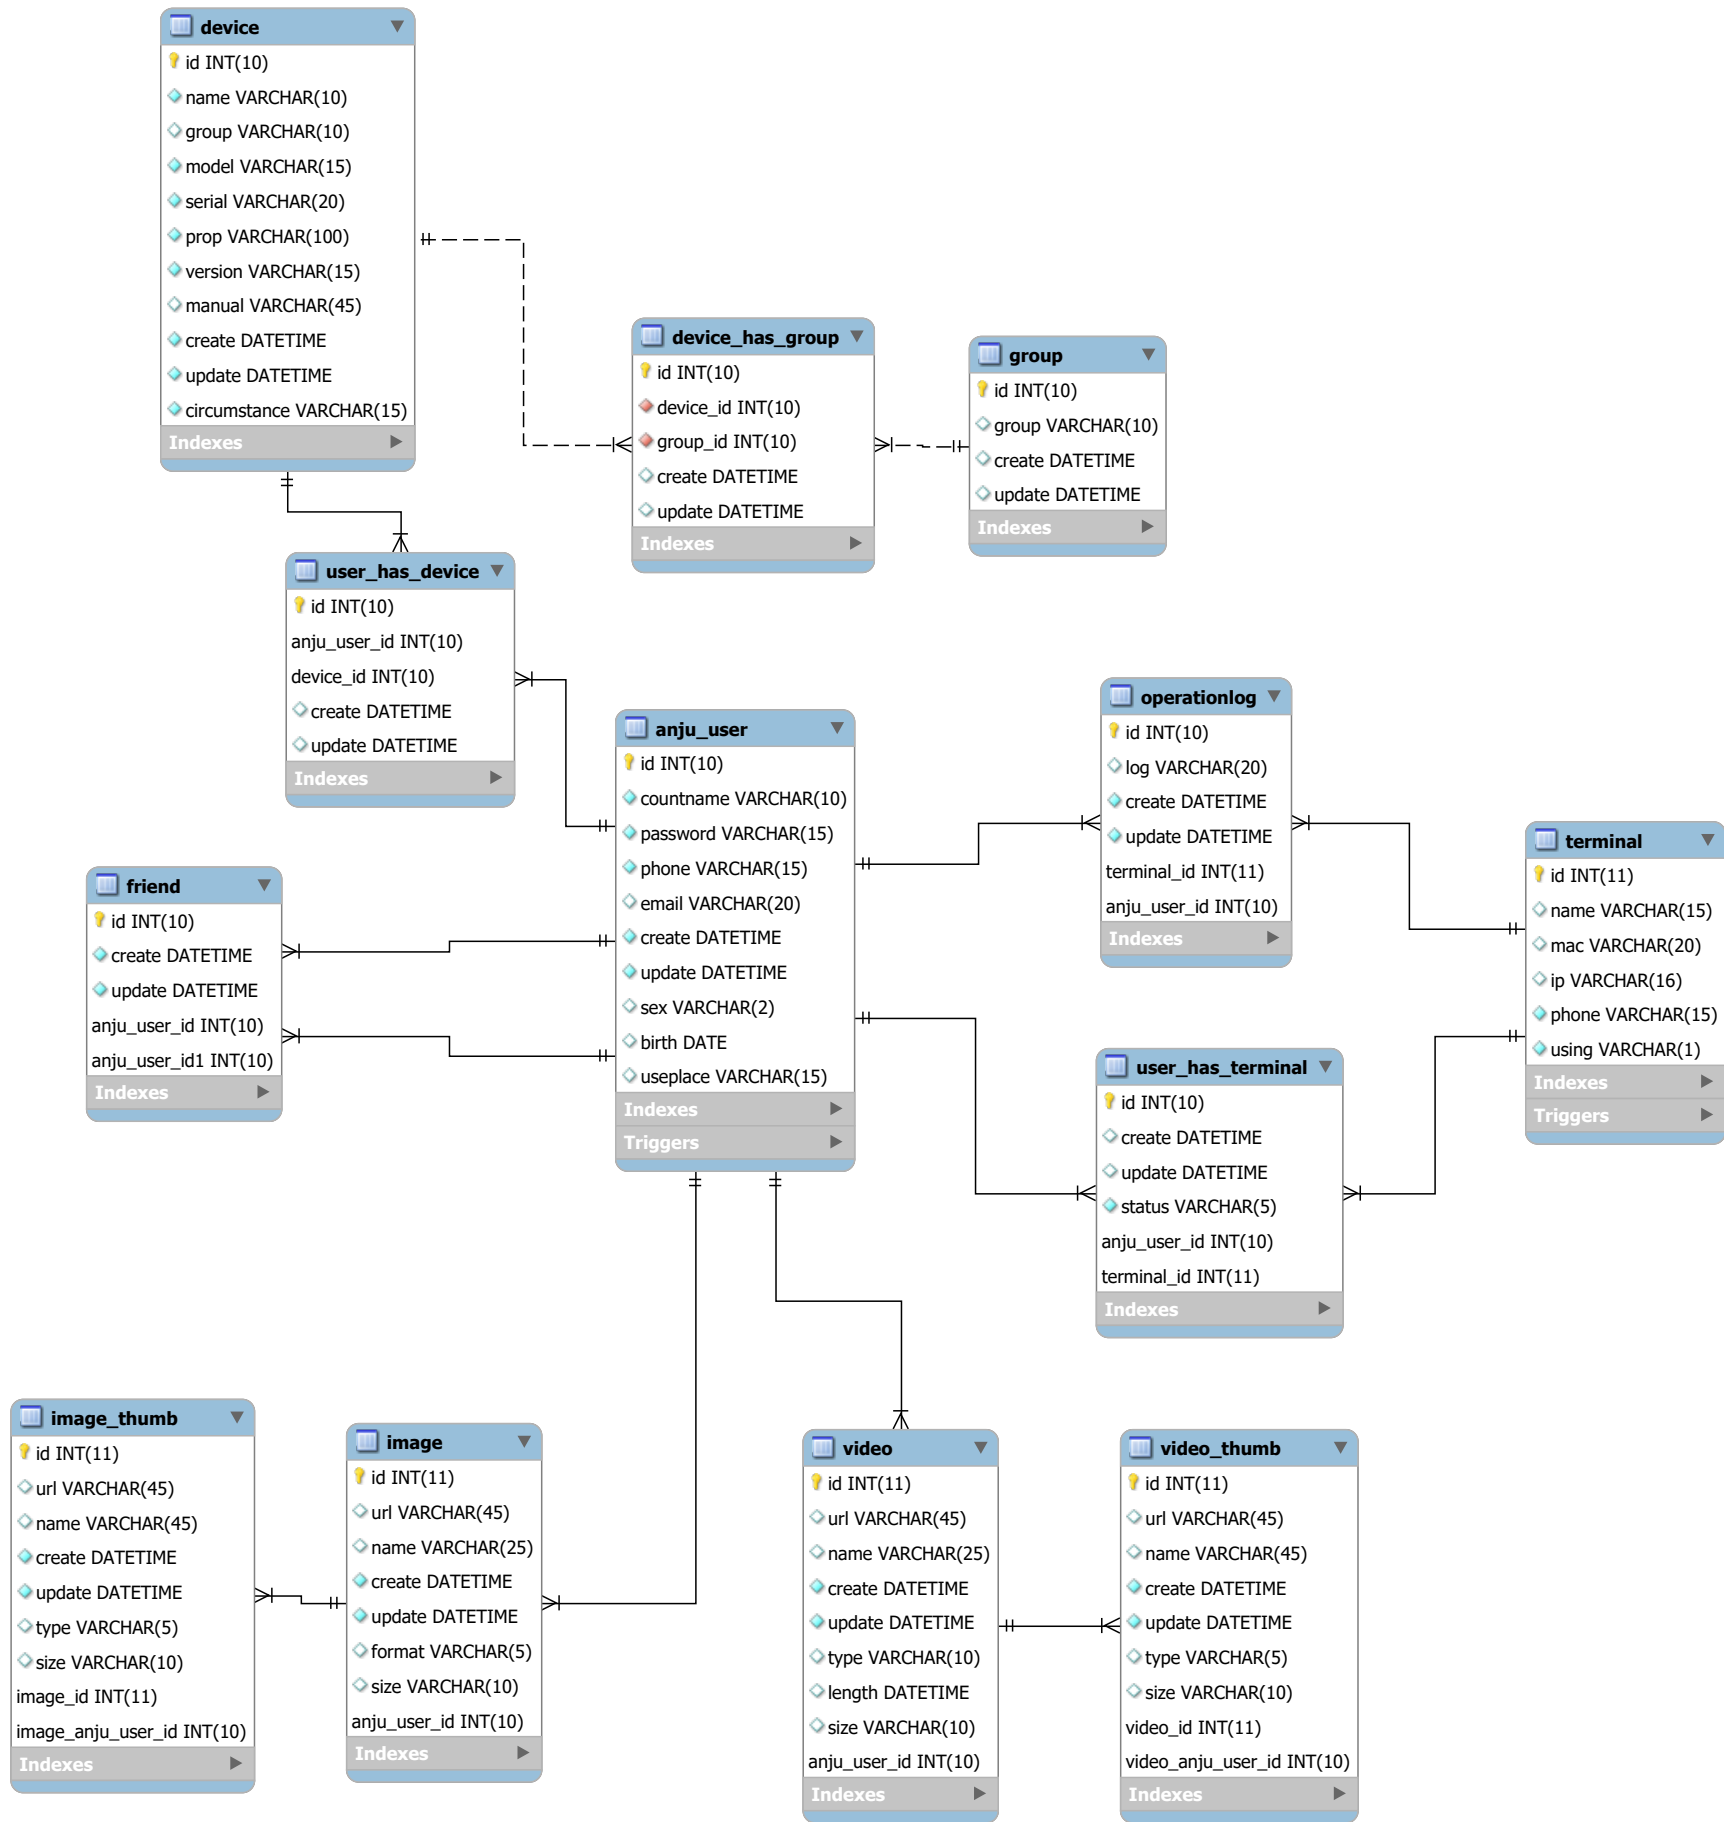 device
id INT(10)
name VARCHAR(10)
group VARCHAR(10)
model VARCHAR(15)
serial VARCHAR(20)
prop VARCHAR(100)
version VARCHAR(15)
manual VARCHAR(45)
create DATETIME
update DATETIME
circumstance VARCHAR(15)
Indexes
device_has_group
id INT(10)
device_id INT(10)
group_id INT(10)
create DATETIME
update DATETIME
Indexes
group
id INT(10)
group VARCHAR(10)
create DATETIME
update DATETIME
Indexes
user_has_device
id INT(10)
anju_user_id INT(10)
device_id INT(10)
create DATETIME
update DATETIME
Indexes
anju_user
id INT(10)
countname VARCHAR(10)
password VARCHAR(15)
phone VARCHAR(15)
email VARCHAR(20)
create DATETIME
update DATETIME
sex VARCHAR(2)
birth DATE
useplace VARCHAR(15)
Indexes
Triggers
operationlog
id INT(10)
log VARCHAR(20)
create DATETIME
update DATETIME
terminal_id INT(11)
anju_user_id INT(10)
Indexes
terminal
id INT(11)
name VARCHAR(15)
mac VARCHAR(20)
ip VARCHAR(16)
phone VARCHAR(15)
using VARCHAR(1)
Indexes
Triggers
friend
id INT(10)
create DATETIME
update DATETIME
anju_user_id INT(10)
anju_user_id1 INT(10)
Indexes
user_has_terminal
id INT(10)
create DATETIME
update DATETIME
status VARCHAR(5)
anju_user_id INT(10)
terminal_id INT(11)
Indexes
image_thumb
id INT(11)
url VARCHAR(45)
name VARCHAR(45)
create DATETIME
update DATETIME
type VARCHAR(5)
size VARCHAR(10)
image_id INT(11)
image_anju_user_id INT(10)
Indexes
image
id INT(11)
url VARCHAR(45)
name VARCHAR(25)
create DATETIME
update DATETIME
format VARCHAR(5)
size VARCHAR(10)
anju_user_id INT(10)
Indexes
video
id INT(11)
url VARCHAR(45)
name VARCHAR(25)
create DATETIME
update DATETIME
type VARCHAR(10)
length DATETIME
size VARCHAR(10)
anju_user_id INT(10)
Indexes
video_thumb
id INT(11)
url VARCHAR(45)
name VARCHAR(45)
create DATETIME
update DATETIME
type VARCHAR(5)
size VARCHAR(10)
video_id INT(11)
video_anju_user_id INT(10)
Indexes